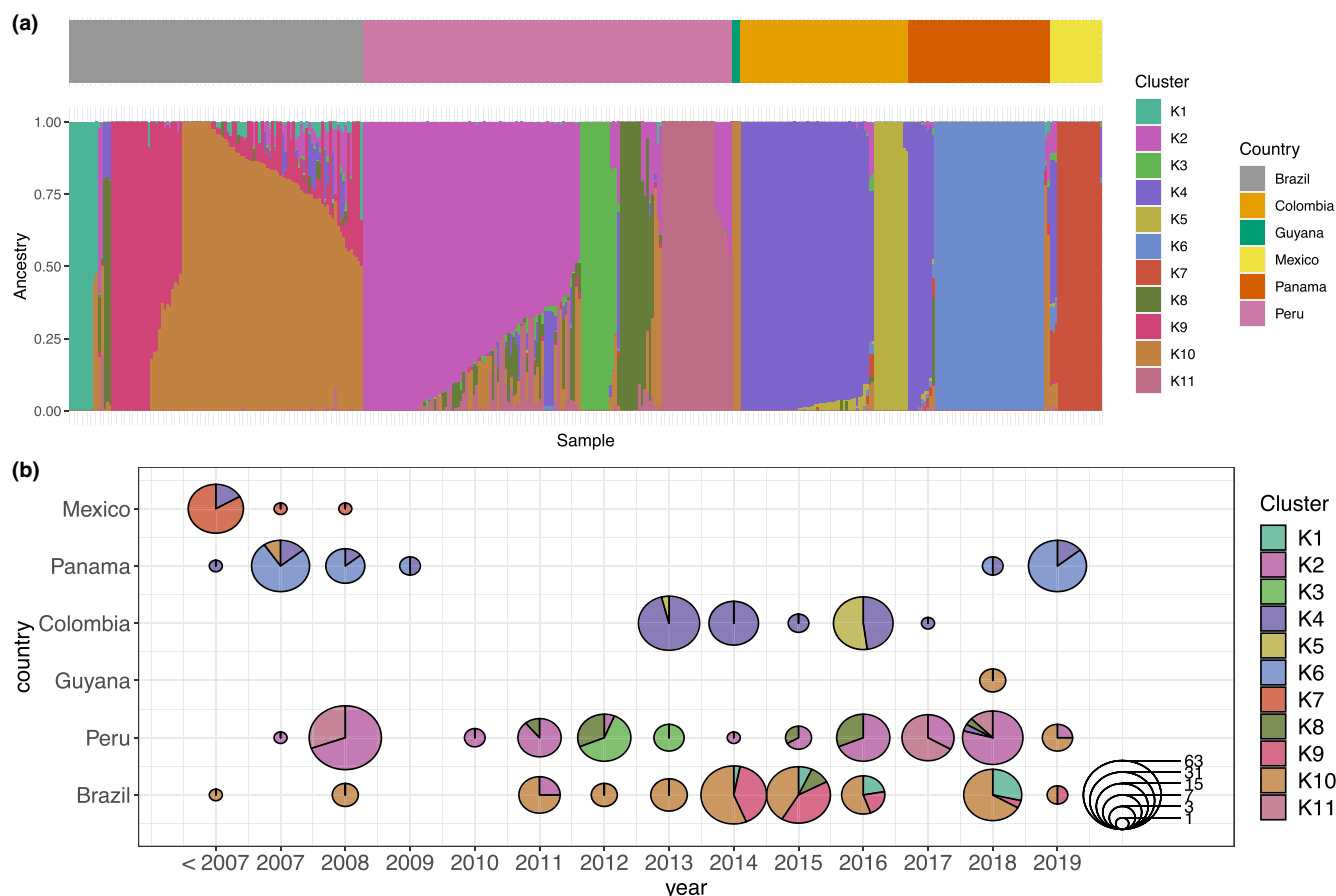 (a)
1.00
0.75
0.50
0.25
0.00
Ancestry
Sample
Cluster
K1
K2
K3
K4
K5
K6
K7
K8
K9
K10
K11
Country
Brazil
Colombia
Guyana
Mexico
Panama
Peru
(b)
country
Mexico
Panama
Colombia
Guyana
Peru
Brazil
63
31
15
7
3
1
< 2007 2007 2008 2009 2010 2011 2012 2013 2014 2015 2016 2017 2018 2019
year
Cluster
K1
K2
K3
K4
K5
K6
K7
K8
K9
K10
K11